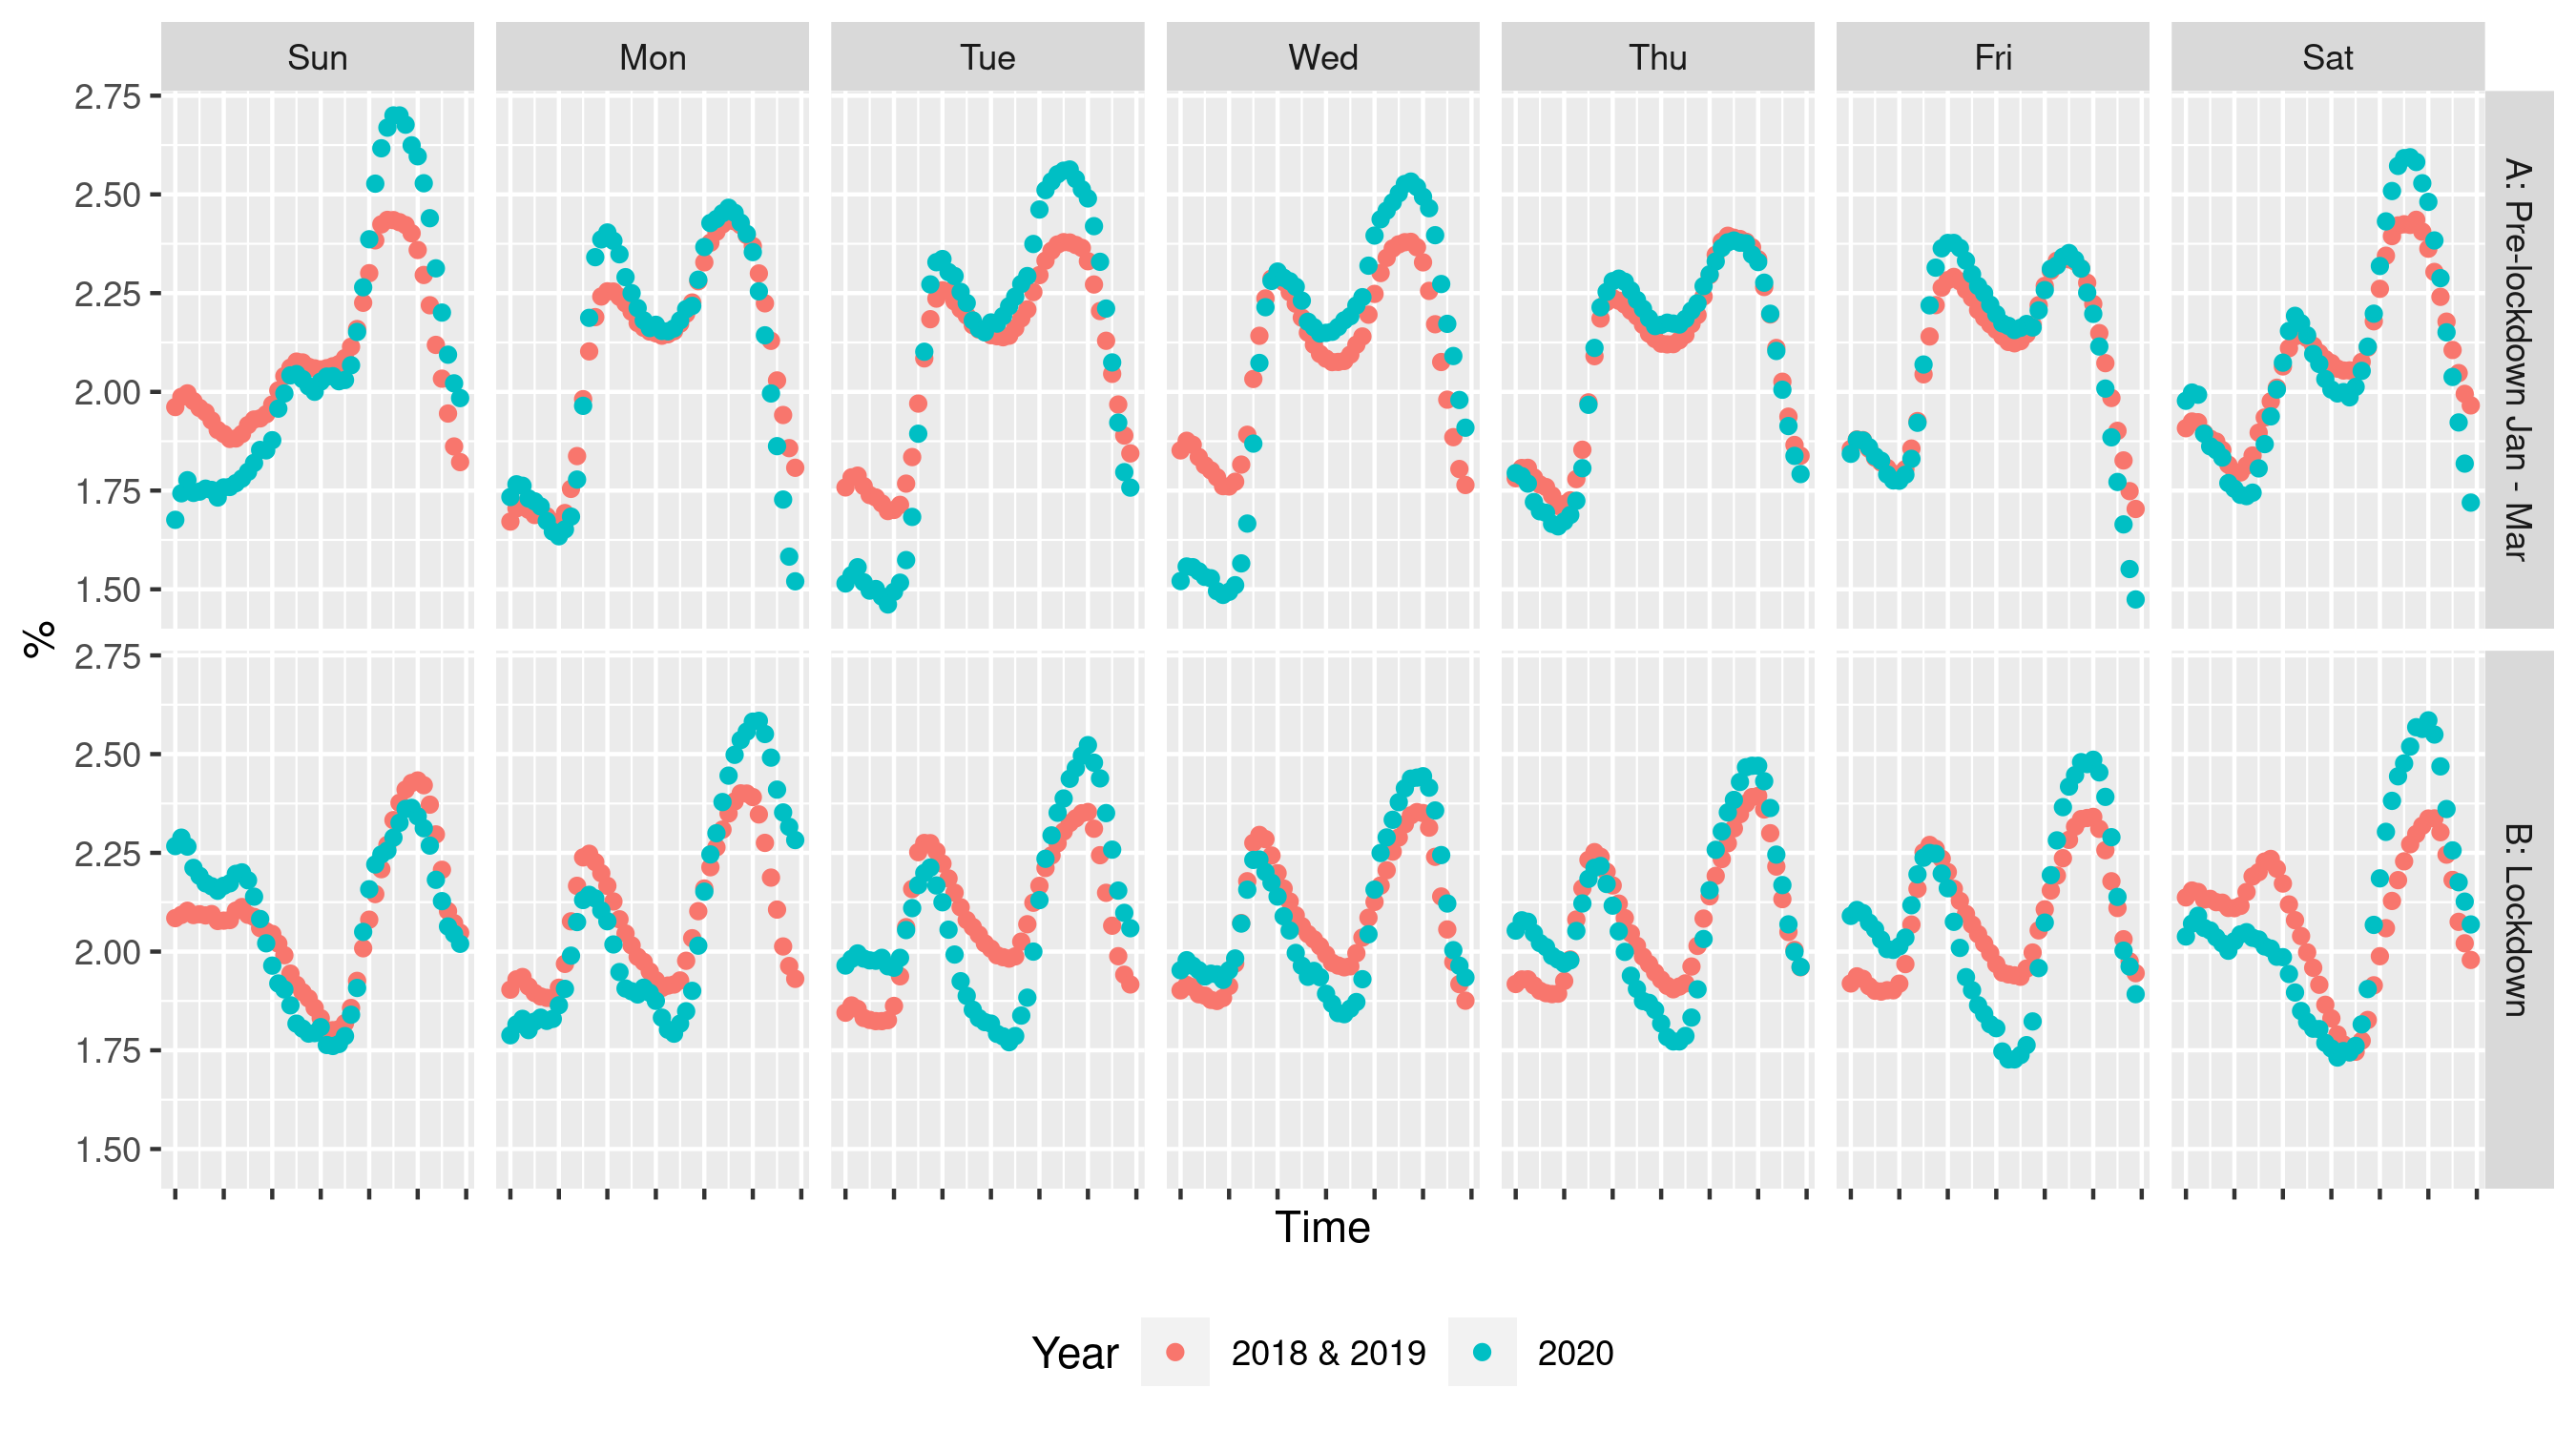 Sun Mon Tue Wed Thu Fri Sat
2.75
2.50
2.25
2.00
1.75
1.50
A: Pre-lockdown Jan - Mar
%
2.75
2.50
2.25
2.00
1.75
1.50
B: Lockdown
Time
Year 2018 & 2019 2020